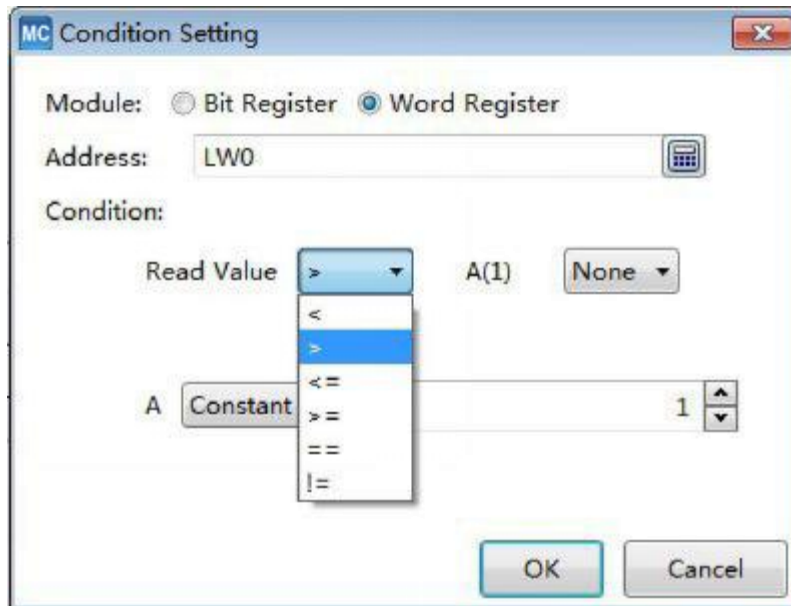 MC Condition Setting
Module: Bit Register Word Register
Address: LW0
Condition:
Read Value > A(1) None
<
>
<=
>=
==
!=
A Constant 1
OK Cancel